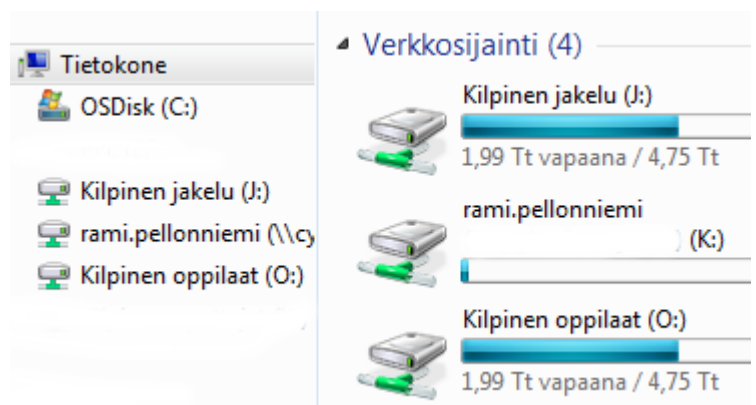 Tietokone
OSDisk (C:)
Kilpinen jakelu (J:)
rami.pellonniemi (\\cy
Kilpinen oppilaat (O:)
Verkkosijainti (4)
Kilpinen jakelu (J:)
1,99 Tt vapaana / 4,75 Tt
rami.pellonniemi
(K:)
Kilpinen oppilaat (O:)
1,99 Tt vapaana / 4,75 Tt